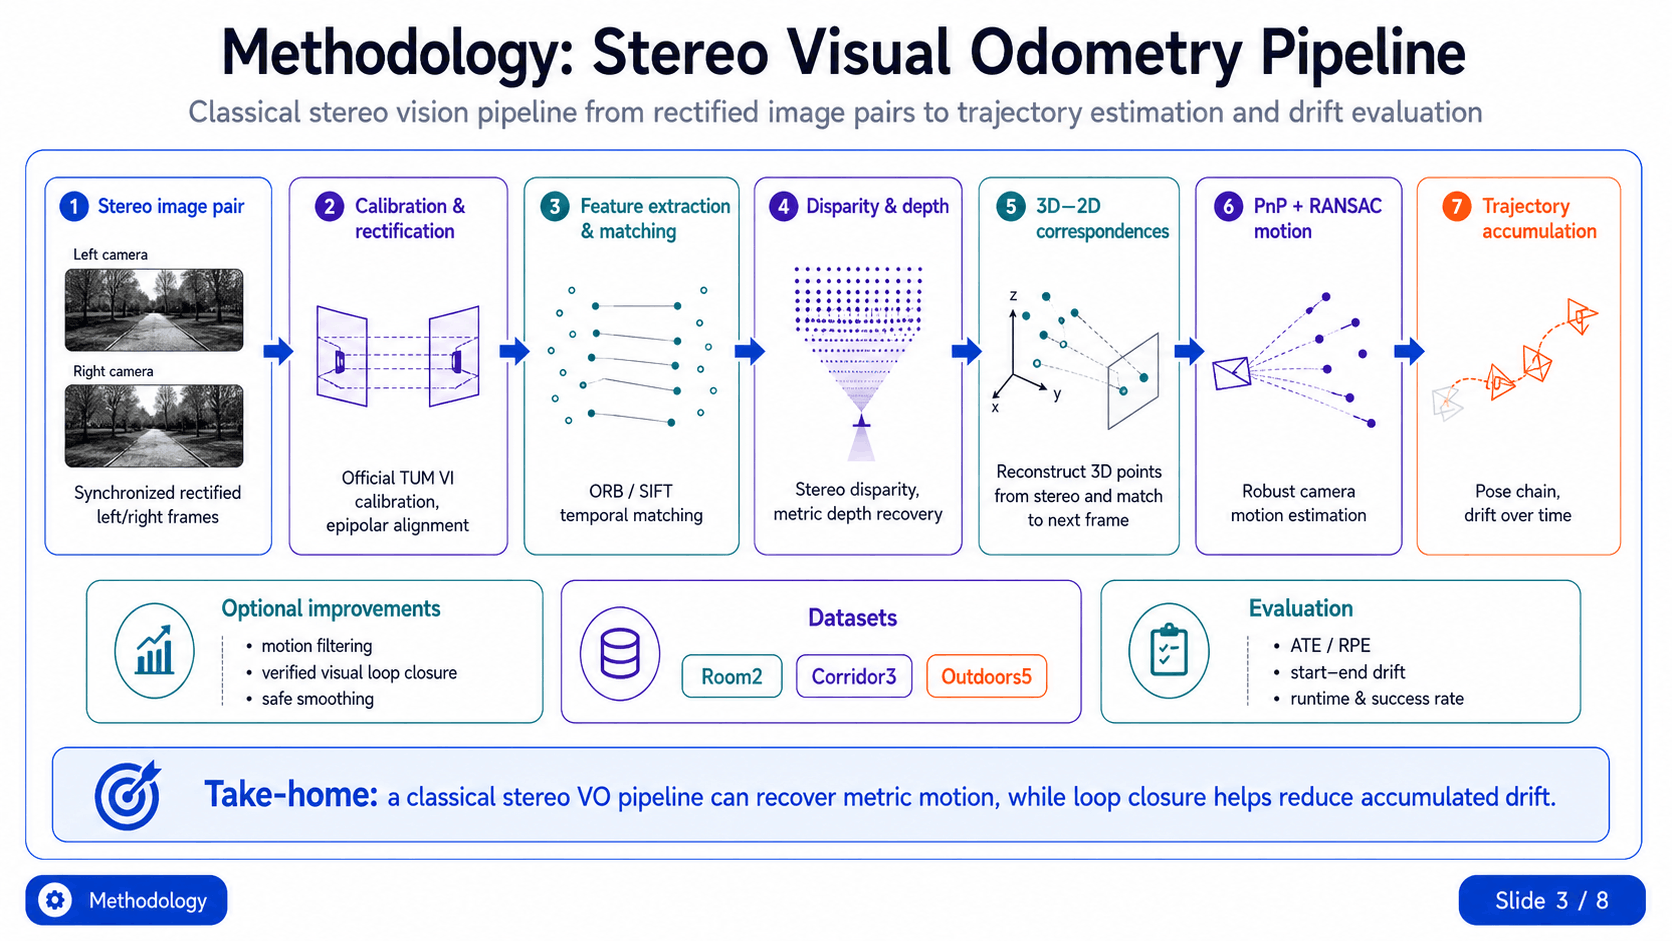 Methodology: Stereo Visual Odometry Pipeline
Classical stereo vision pipeline from rectified image pairs to trajectory estimation and drift evaluation
1 Stereo image pair
Left camera
Right camera
Synchronized rectified
left/right frames
2 Calibration &
rectification
Official TUM VI
calibration,
epipolar alignment
3 Feature extraction
& matching
ORB / SIFT
temporal matching
4 Disparity & depth
Stereo disparity,
metric depth recovery
5 3D–2D
correspondences
z
y
x
Reconstruct 3D points
from stereo and match
to next frame
6 PnP + RANSAC
motion
Robust camera
motion estimation
7 Trajectory
accumulation
Pose chain,
drift over time
Optional improvements
• motion filtering
• verified visual loop closure
• safe smoothing
Datasets
Room2 Corridor3 Outdoors5
Evaluation
• ATE / RPE
• start–end drift
• runtime & success rate
Take-home: a classical stereo VO pipeline can recover metric motion, while loop closure helps reduce accumulated drift.
Methodology
Slide 3 / 8